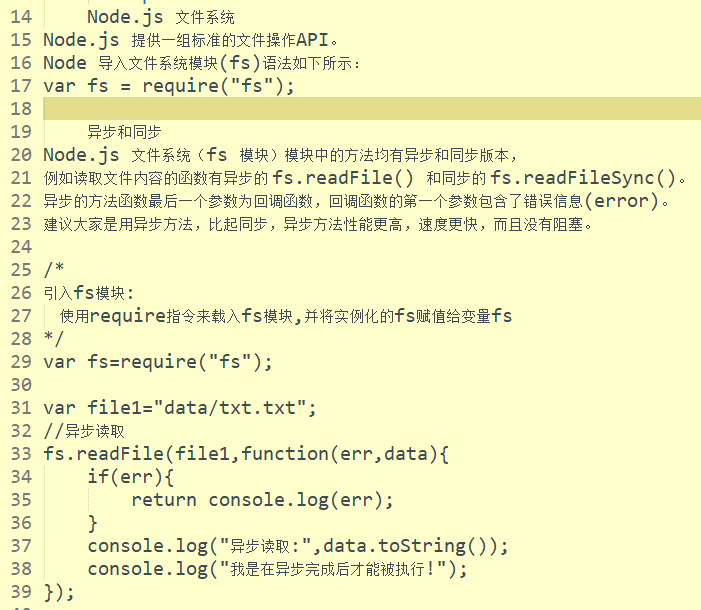 14     Node.js 文件系统
15 Node.js 提供一组标准的文件操作API。
16 Node 导入文件系统模块(fs)语法如下所示：
17 var fs = require("fs");
18
19     异步和同步
20 Node.js 文件系统（fs 模块）模块中的方法均有异步和同步版本，
21 例如读取文件内容的函数有异步的 fs.readFile() 和同步的 fs.readFileSync()。
22 异步的方法函数最后一个参数为回调函数，回调函数的第一个参数包含了错误信息(error)。
23 建议大家是用异步方法，比起同步，异步方法性能更高，速度更快，而且没有阻塞。
24
25 /*
26 引入fs模块:
27   使用require指令来载入fs模块,并将实例化的fs赋值给变量fs
28 */
29 var fs=require("fs");
30
31 var file1="data/txt.txt";
32 //异步读取
33 fs.readFile(file1,function(err,data){
34     if(err){
35         return console.log(err);
36     }
37     console.log("异步读取:",data.toString());
38     console.log("我是在异步完成后才能被执行!");
39 });